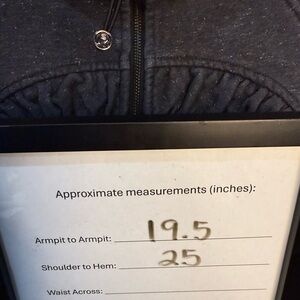 Approximate measurements (inches):
Armpit to Armpit: 19.5
Shoulder to Hem: 25
Waist Across: